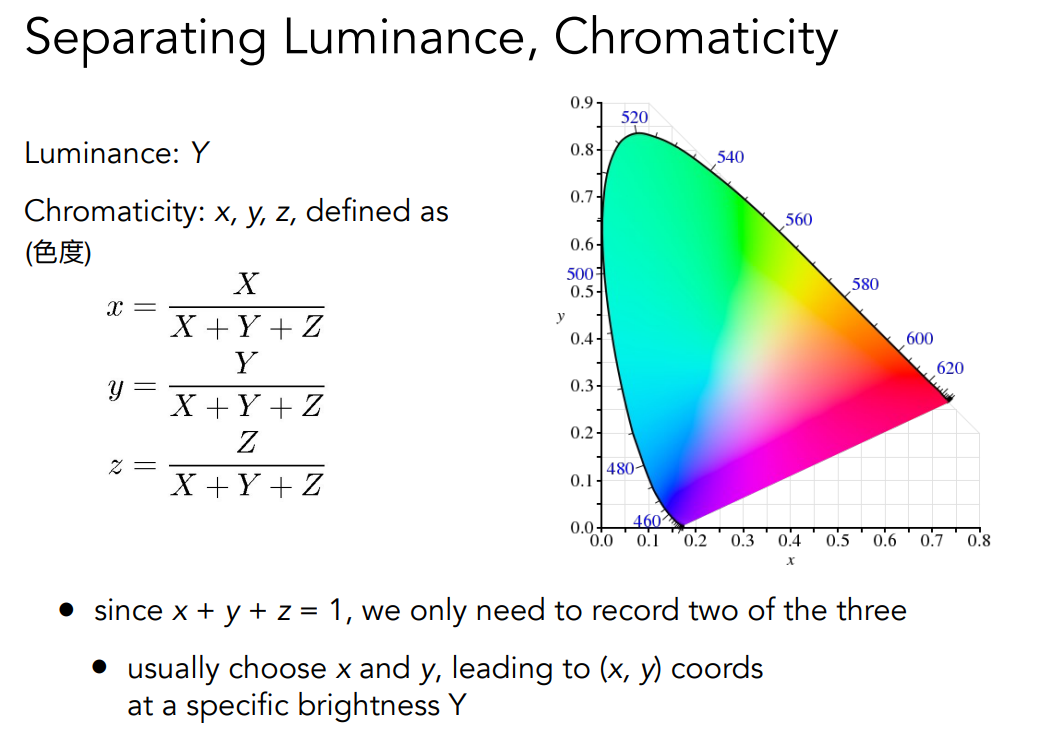 Separating Luminance, Chromaticity
Luminance: Y
Chromaticity: x, y, z, defined as
(色度)
x = X / (X + Y + Z)
y = Y / (X + Y + Z)
z = Z / (X + Y + Z)
0.9
520
0.8
540
0.7
560
0.6
500
580
0.5
y
0.4
600
620
0.3
0.2
480
0.1
460
0.0
0.0 0.1 0.2 0.3 0.4 0.5 0.6 0.7 0.8
x
• since x + y + z = 1, we only need to record two of the three
• usually choose x and y, leading to (x, y) coords
at a specific brightness Y